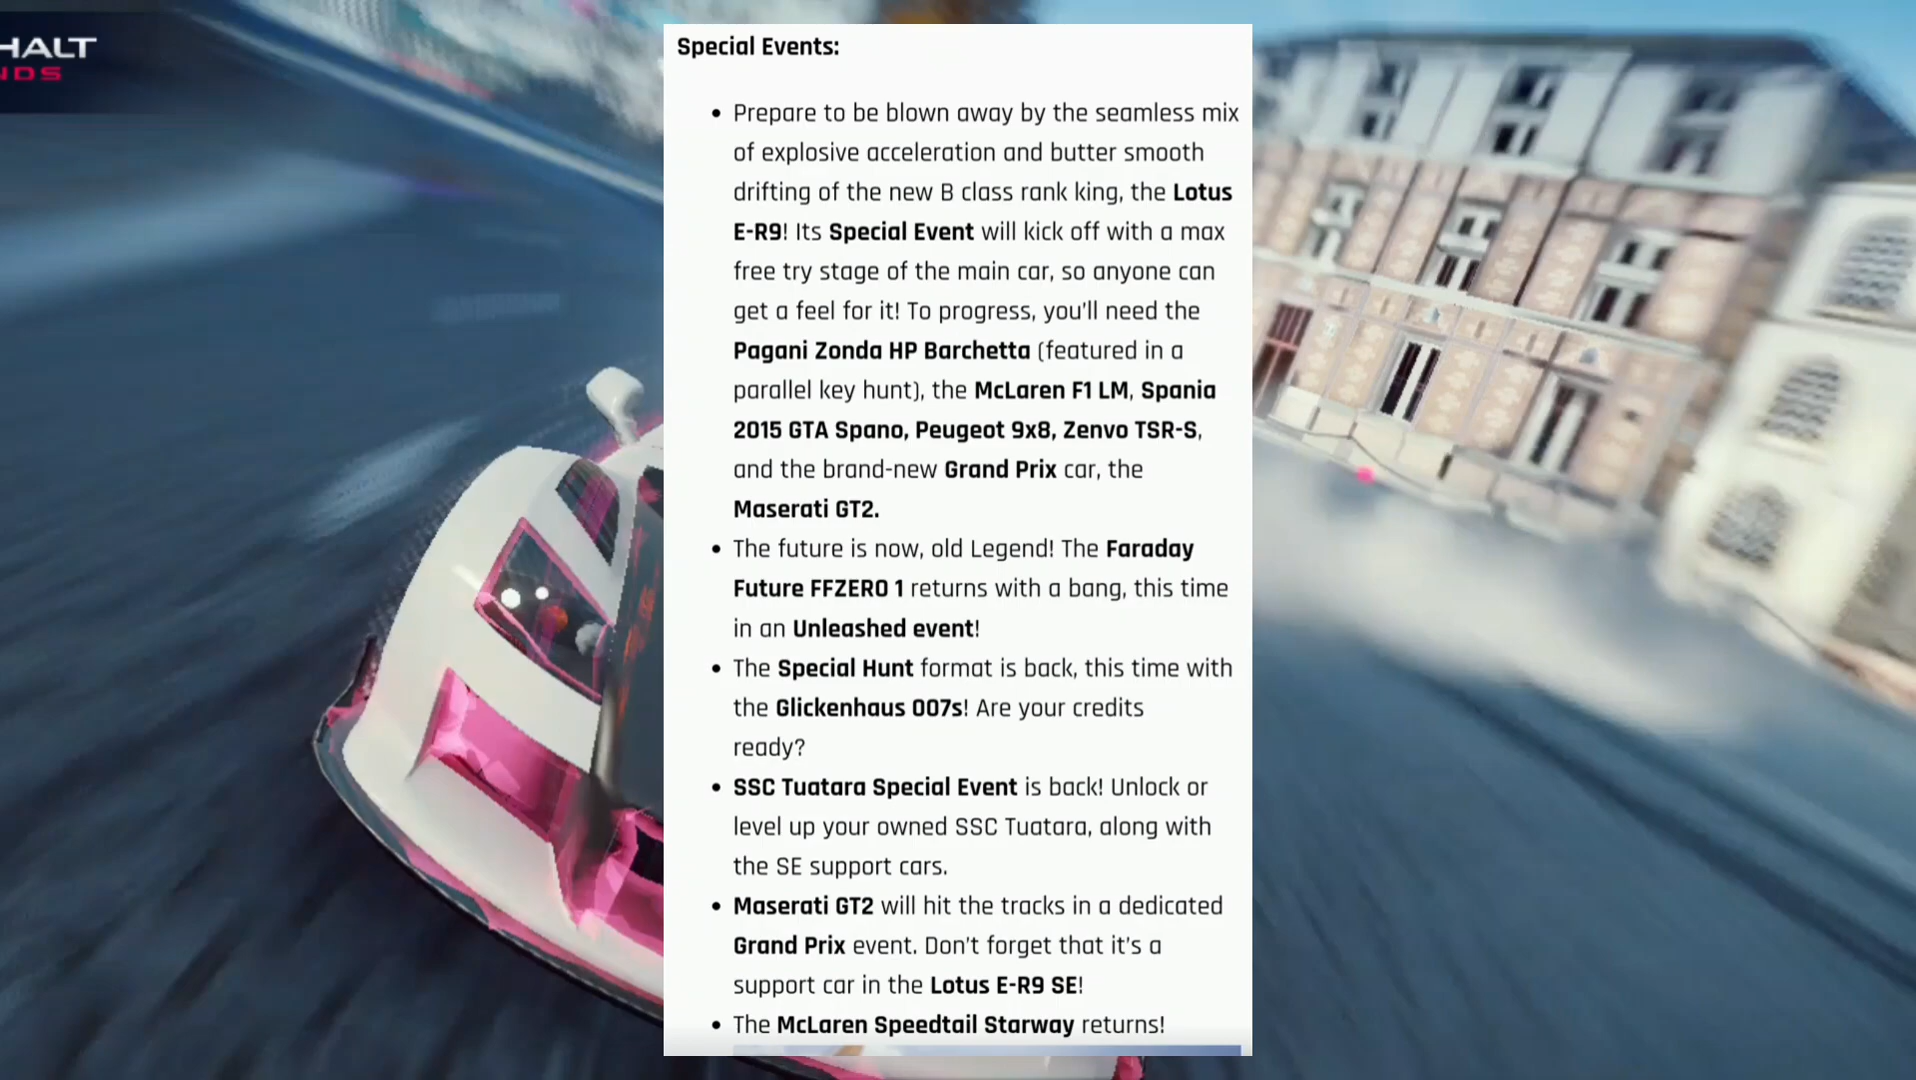 HALT
NDS
Special Events:
• Prepare to be blown away by the seamless mix
of explosive acceleration and butter smooth
drifting of the new B class rank king, the Lotus
E-R9! Its Special Event will kick off with a max
free try stage of the main car, so anyone can
get a feel for it! To progress, you'll need the
Pagani Zonda HP Barchetta (featured in a
parallel key hunt), the McLaren F1 LM, Spania
2015 GTA Spano, Peugeot 9x8, Zenvo TSR-S,
and the brand-new Grand Prix car, the
Maserati GT2.
• The future is now, old Legend! The Faraday
Future FFZERO 1 returns with a bang, this time
in an Unleashed event!
• The Special Hunt format is back, this time with
the Glickenhaus 007s! Are your credits
ready?
• SSC Tuatara Special Event is back! Unlock or
level up your owned SSC Tuatara, along with
the SE support cars.
• Maserati GT2 will hit the tracks in a dedicated
Grand Prix event. Don't forget that it's a
support car in the Lotus E-R9 SE!
• The McLaren Speedtail Starway returns!